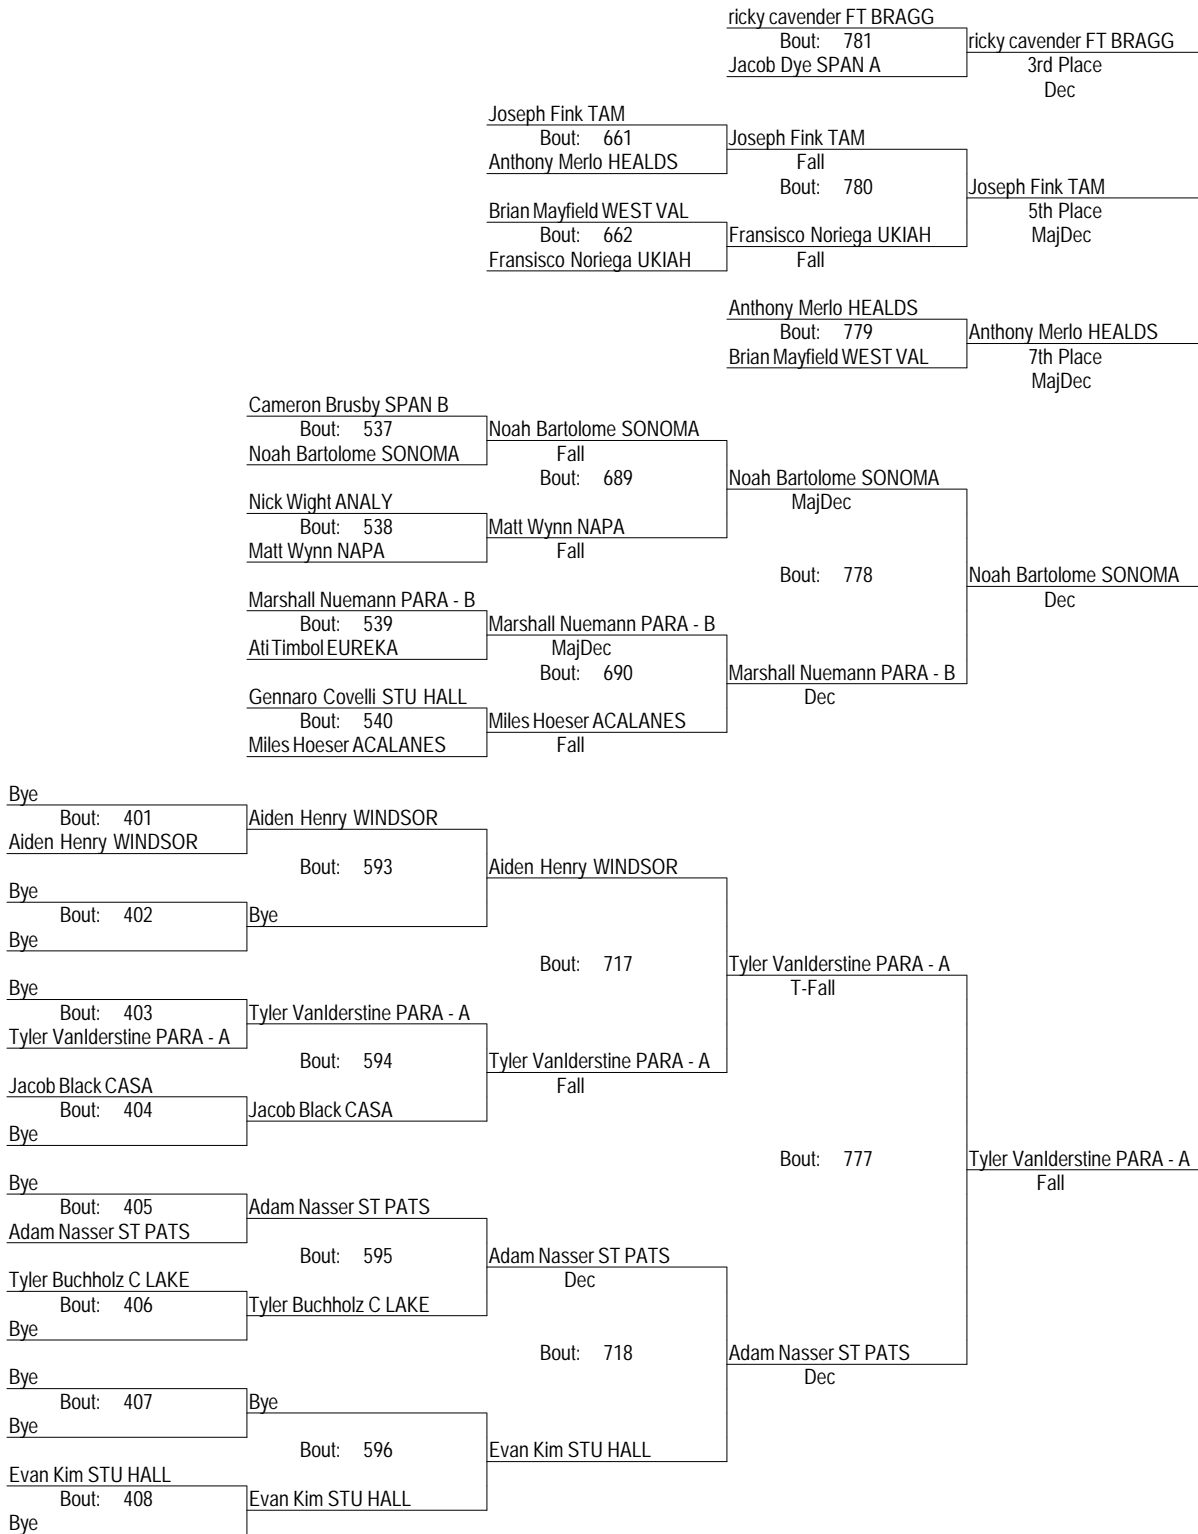 ricky cavender FT BRAGG
Bout: 781
ricky cavender FT BRAGG
Jacob Dye SPAN A
3rd Place
Dec
Joseph Fink TAM
Bout: 661
Joseph Fink TAM
Anthony Merlo HEALDS
Fall
Bout: 780
Joseph Fink TAM
Brian Mayfield WEST VAL
5th Place
Bout: 662
Fransisco Noriega UKIAH
MajDec
Fransisco Noriega UKIAH
Fall
Anthony Merlo HEALDS
Bout: 779
Anthony Merlo HEALDS
Brian Mayfield WEST VAL
7th Place
MajDec
Cameron Brusby SPAN B
Bout: 537
Noah Bartolome SONOMA
Noah Bartolome SONOMA
Fall
Bout: 689
Noah Bartolome SONOMA
Nick Wight ANALY
MajDec
Bout: 538
Matt Wynn NAPA
Matt Wynn NAPA
Fall
Bout: 778
Noah Bartolome SONOMA
Marshall Nuemann PARA - B
Dec
Bout: 539
Marshall Nuemann PARA - B
Ati Timbol EUREKA
MajDec
Bout: 690
Marshall Nuemann PARA - B
Gennaro Covelli STU HALL
Dec
Bout: 540
Miles Hoeser ACALANES
Miles Hoeser ACALANES
Fall
Bye
Bout: 401
Aiden Henry WINDSOR
Aiden Henry WINDSOR
Bout: 593
Aiden Henry WINDSOR
Bye
Bout: 402
Bye
Bye
Bout: 717
Tyler VanIderstine PARA - A
Bye
T-Fall
Bout: 403
Tyler VanIderstine PARA - A
Tyler VanIderstine PARA - A
Bout: 594
Tyler VanIderstine PARA - A
Jacob Black CASA
Fall
Bout: 404
Jacob Black CASA
Bye
Bout: 777
Tyler VanIderstine PARA - A
Bye
Fall
Bout: 405
Adam Nasser ST PATS
Adam Nasser ST PATS
Bout: 595
Adam Nasser ST PATS
Tyler Buchholz C LAKE
Dec
Bout: 406
Tyler Buchholz C LAKE
Bye
Bout: 718
Adam Nasser ST PATS
Bye
Dec
Bout: 407
Bye
Bye
Bout: 596
Evan Kim STU HALL
Evan Kim STU HALL
Bout: 408
Evan Kim STU HALL
Bye